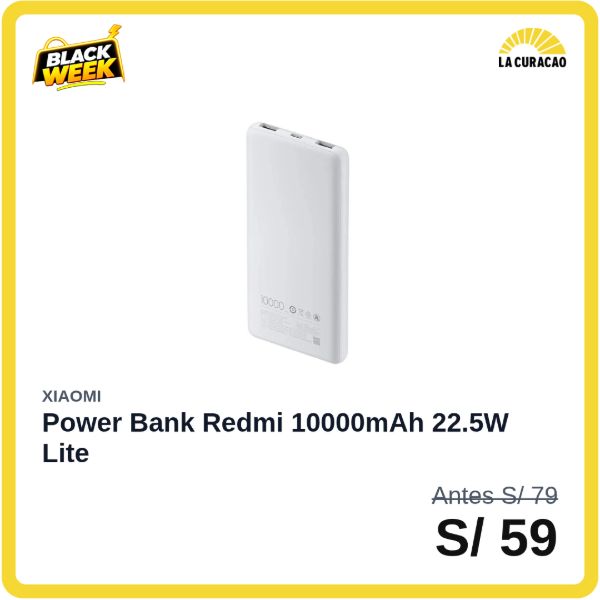 BLACK
WEEK
LA CURACAO
10000
XIAOMI
Power Bank Redmi 10000mAh 22.5W
Lite
Antes S/ 79
S/ 59